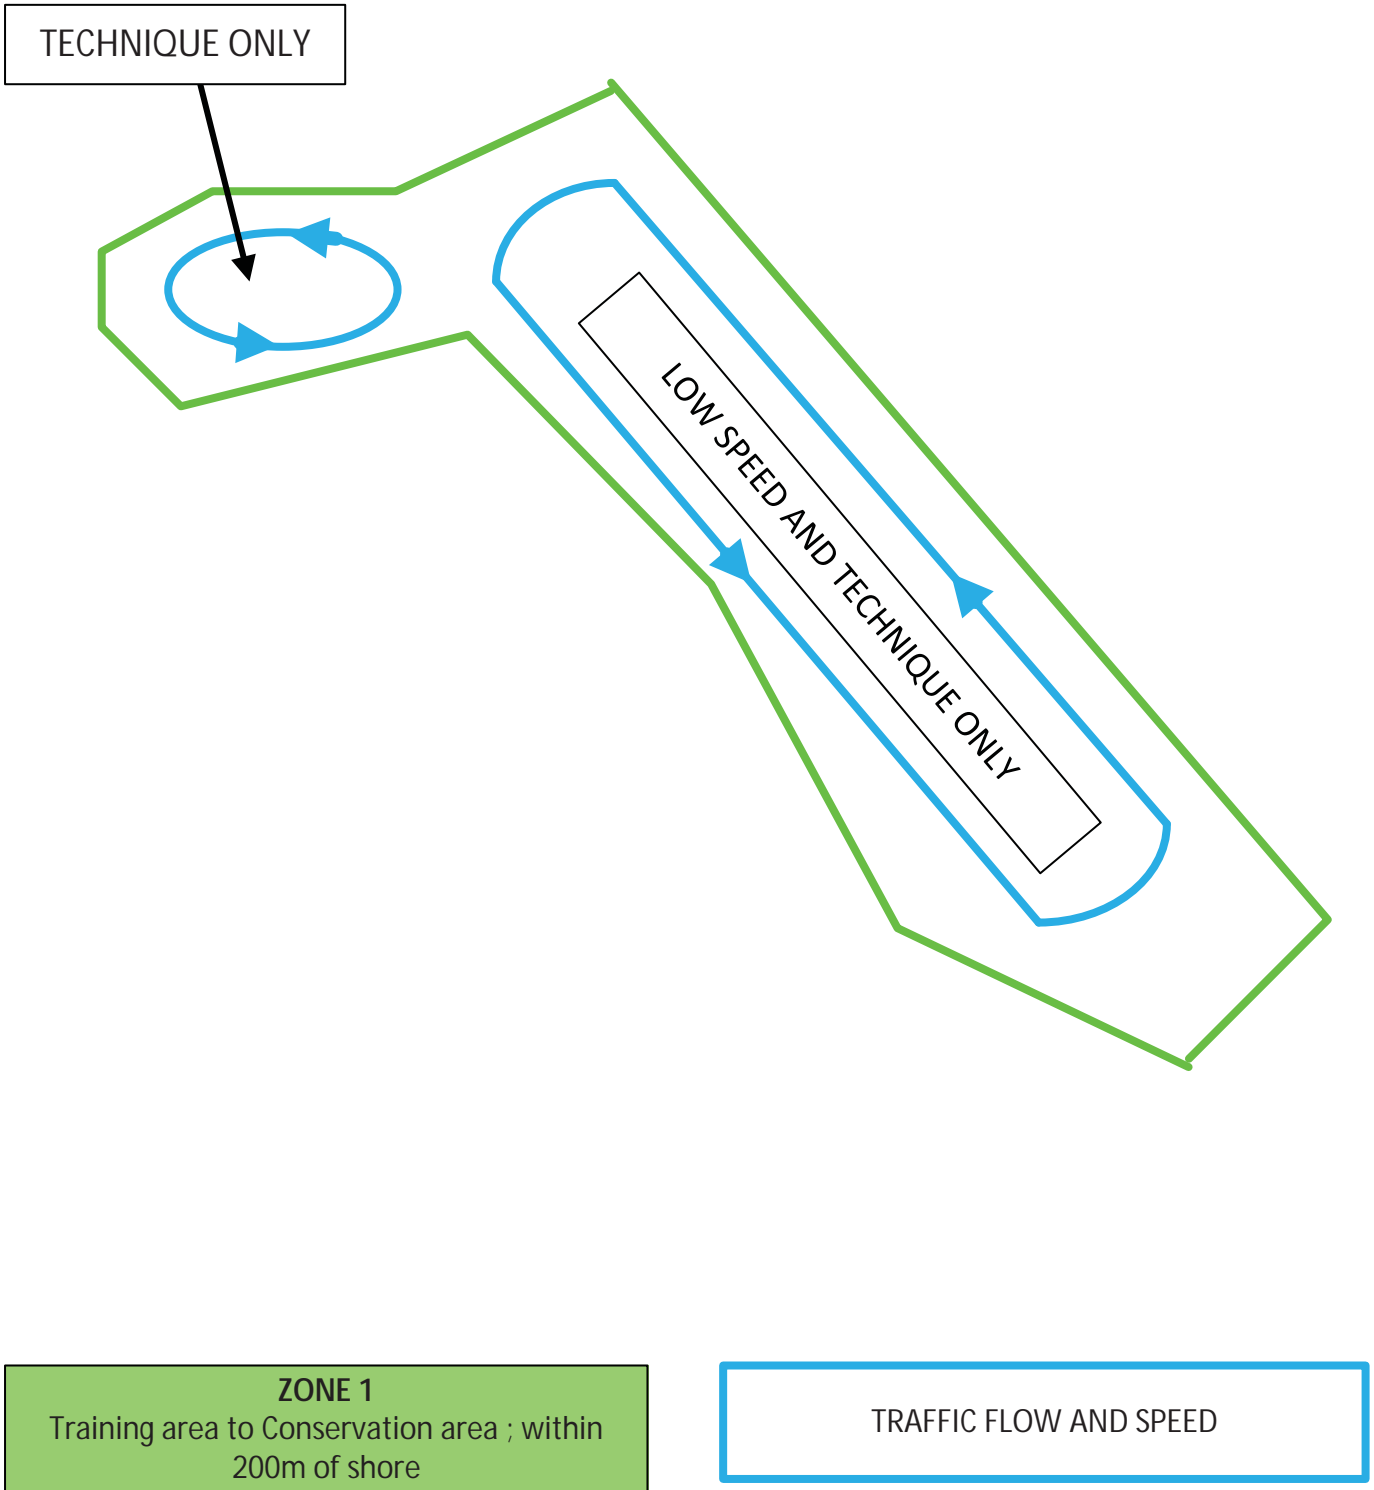 TECHNIQUE ONLY
LOW SPEED AND TECHNIQUE ONLY
ZONE 1
Training area to Conservation area ; within
200m of shore
TRAFFIC FLOW AND SPEED